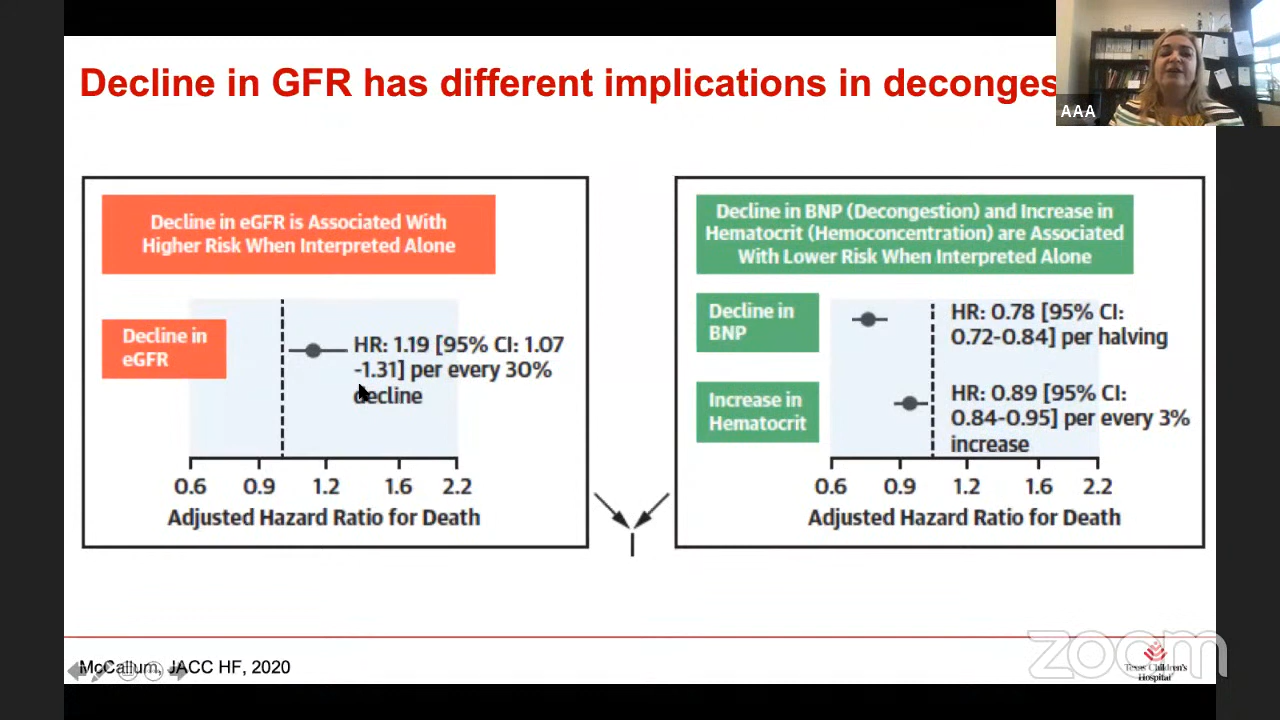 Decline in GFR has different implications in deconges
AAA
Decline in eGFR is Associated With
Higher Risk When Interpreted Alone
Decline in
eGFR
HR: 1.19 [95% CI: 1.07
-1.31] per every 30%
decline
0.6 0.9 1.2 1.6 2.2
Adjusted Hazard Ratio for Death
Decline in BNP (Decongestion) and Increase in
Hematocrit (Hemoconcentration) are Associated
With Lower Risk When Interpreted Alone
Decline in
BNP
HR: 0.78 [95% CI:
0.72-0.84] per halving
Increase in
Hematocrit
HR: 0.89 [95% CI:
0.84-0.95] per every 3%
increase
0.6 0.9 1.2 1.6 2.2
Adjusted Hazard Ratio for Death
McCallum, JACC HF, 2020
zoom
Texas Children's
Hospital